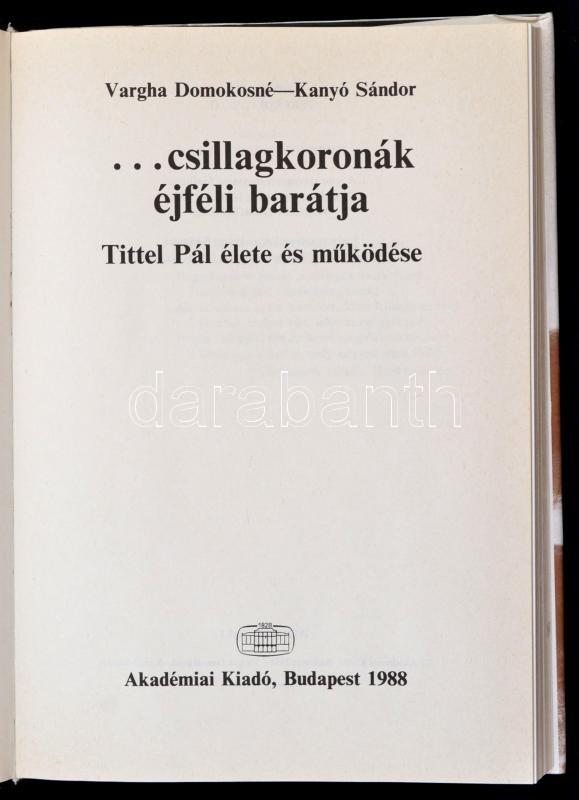 Vargha Domokosné—Kanyó Sándor
...csillagkoronák
éjféli barátja
Tittel Pál élete és működése
darabanth
1828
Akadémiai Kiadó, Budapest 1988